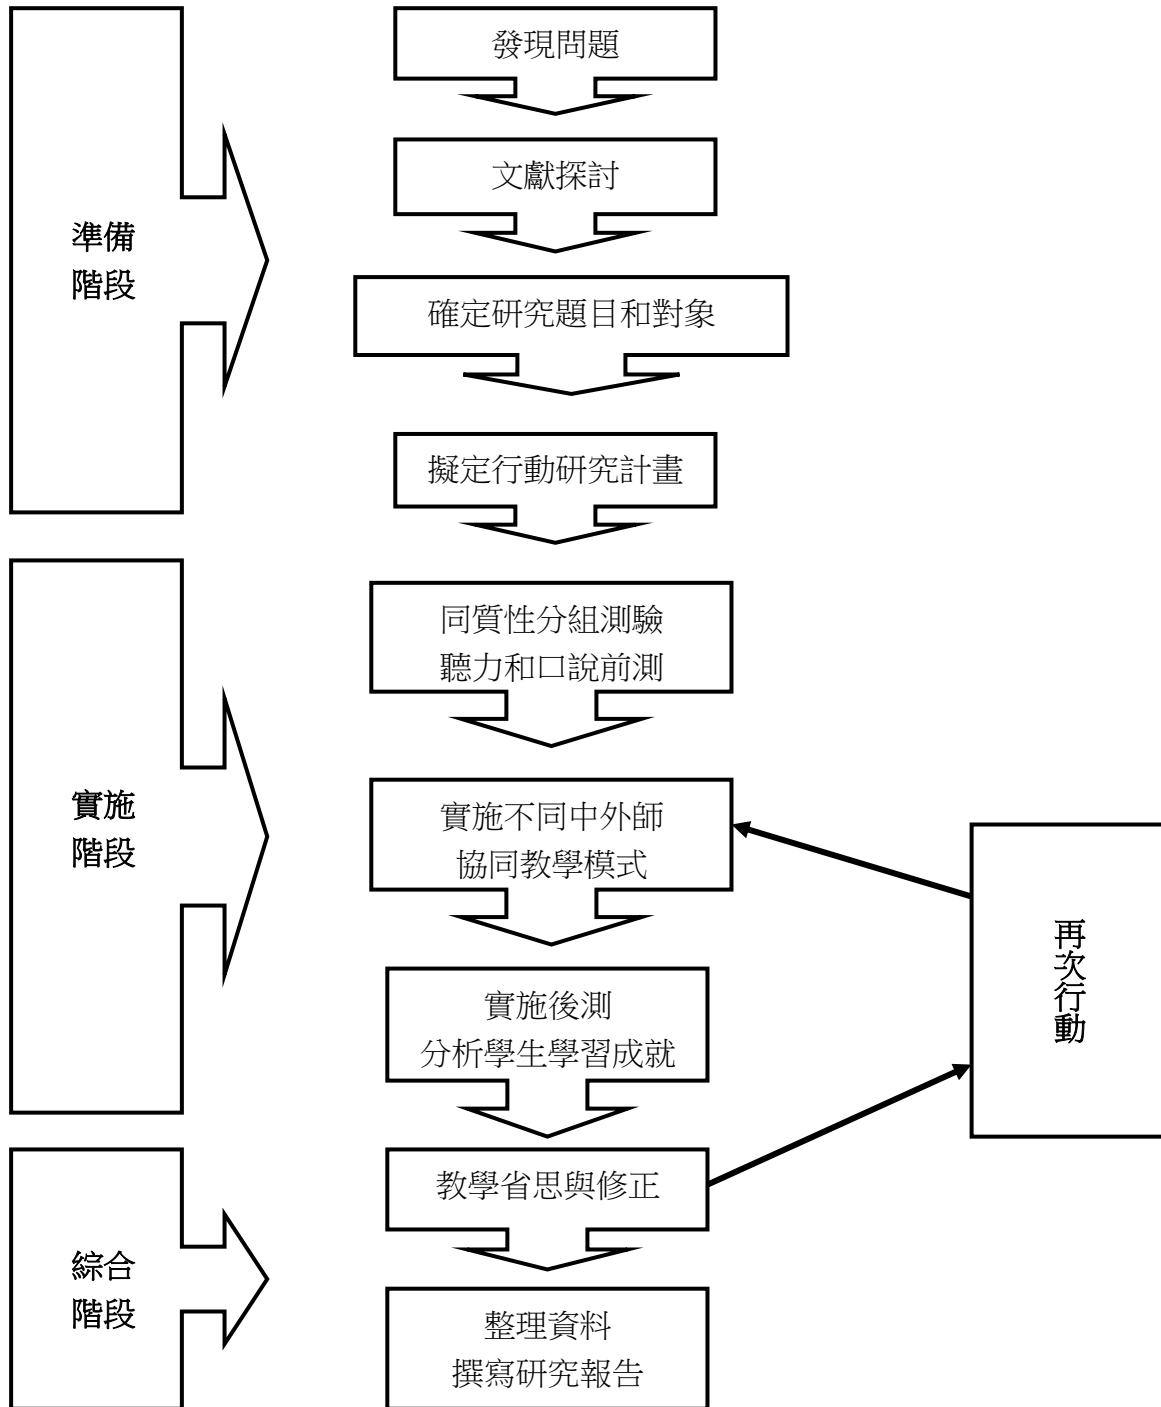 發現問題
文獻探討
準備
階段
確定研究題目和對象
擬定行動研究計畫
同質性分組測驗
聽力和口說前測
實施
階段
實施不同中外師
協同教學模式
再次行動
實施後測
分析學生學習成就
教學省思與修正
綜合
階段
整理資料
撰寫研究報告